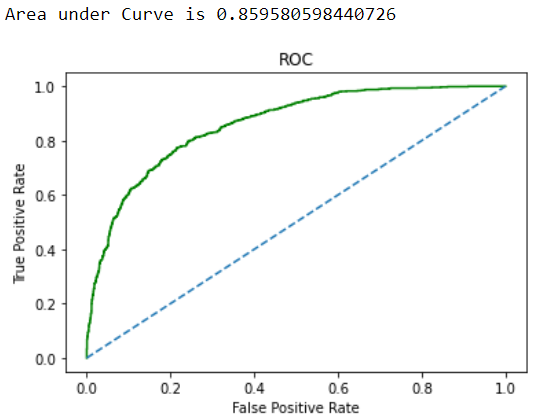 Area under Curve is 0.859580598440726
ROC
1.0
0.8
0.6
0.4
0.2
0.0
True Positive Rate
0.0 0.2 0.4 0.6 0.8 1.0
False Positive Rate